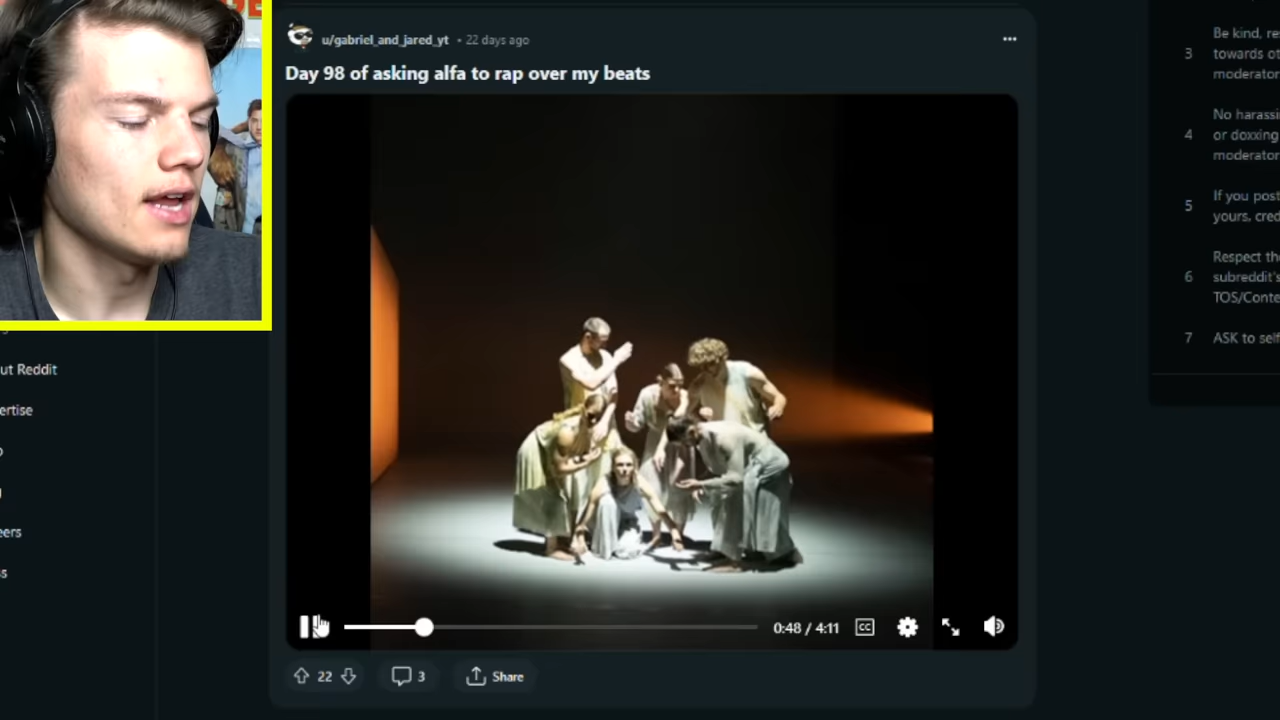 u/gabriel_and_jared_yt • 22 days ago
Day 98 of asking alfa to rap over my beats
0:48 / 4:11
CC
22
3
Share
ut Reddit
ertise
eers
3
Be kind, re
towards ot
moderator
4
No harassi
or doxxing
moderator
5
If you post
yours, cred
6
Respect the
subreddit's
TOS/Conte
7
ASK to self